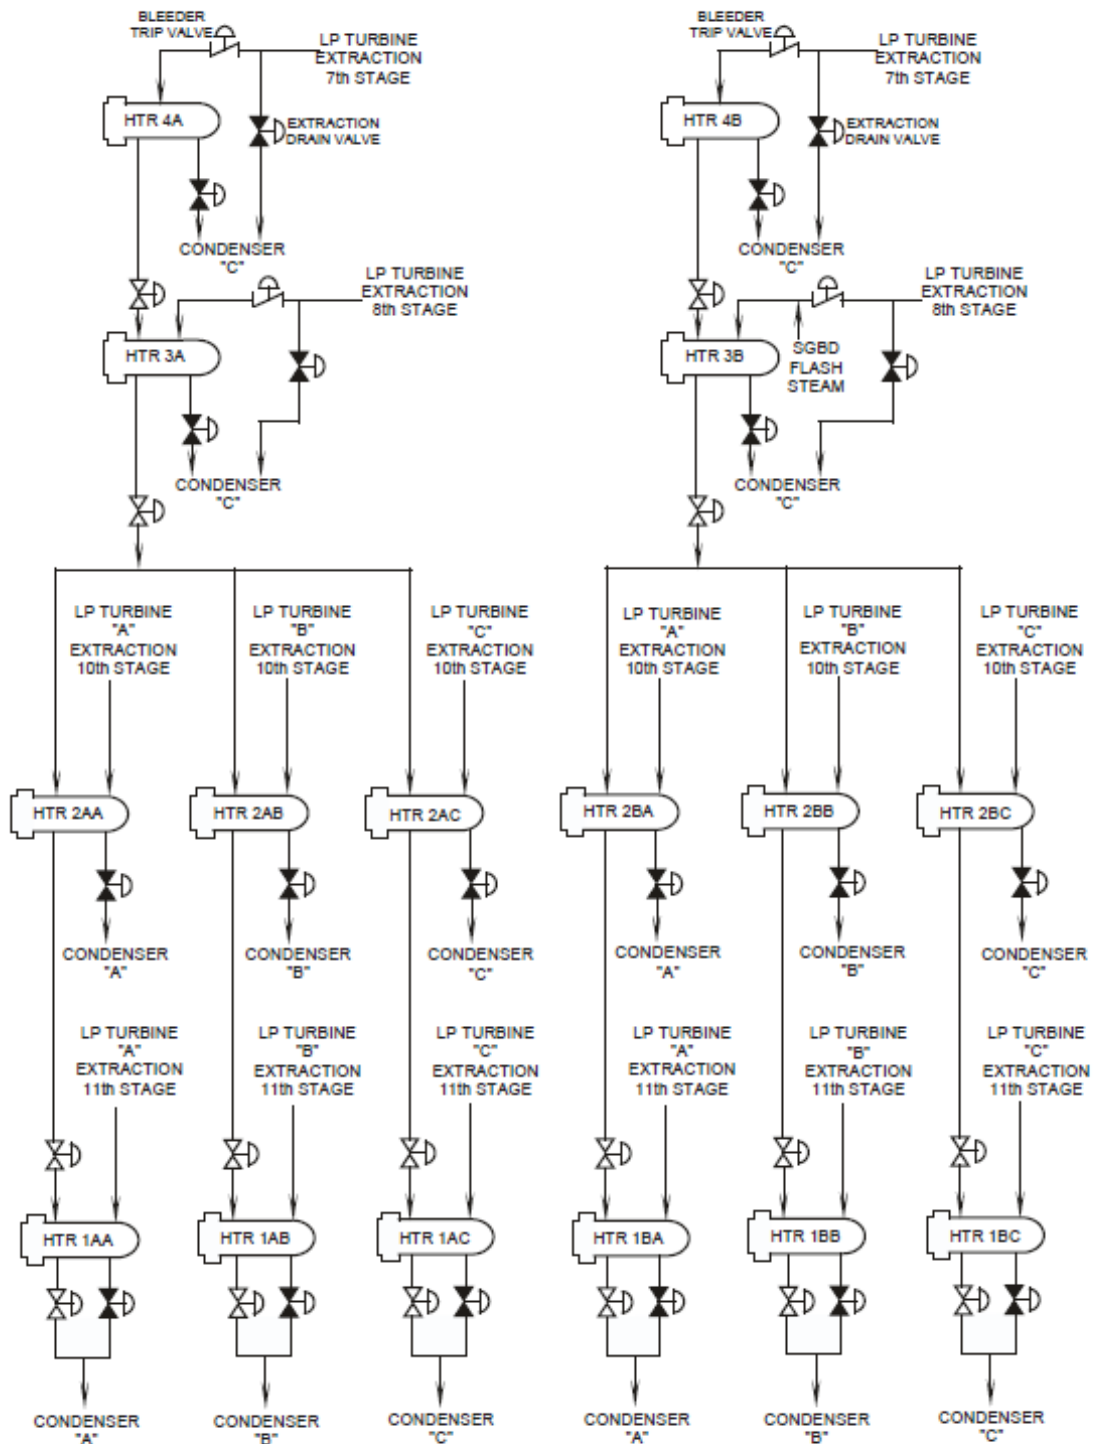 BLEEDER
TRIP VALVE
LP TURBINE
EXTRACTION
7th STAGE
HTR 4A
EXTRACTION
DRAIN VALVE
CONDENSER
"C"
LP TURBINE
EXTRACTION
8th STAGE
HTR 3A
CONDENSER
"C"
BLEEDER
TRIP VALVE
LP TURBINE
EXTRACTION
7th STAGE
HTR 4B
EXTRACTION
DRAIN VALVE
CONDENSER
"C"
LP TURBINE
EXTRACTION
8th STAGE
HTR 3B
SGBD
FLASH
STEAM
CONDENSER
"C"
LP TURBINE
"A"
EXTRACTION
10th STAGE
LP TURBINE
"B"
EXTRACTION
10th STAGE
LP TURBINE
"C"
EXTRACTION
10th STAGE
LP TURBINE
"A"
EXTRACTION
10th STAGE
LP TURBINE
"B"
EXTRACTION
10th STAGE
LP TURBINE
"C"
EXTRACTION
10th STAGE
HTR 2AA
HTR 2AB
HTR 2AC
HTR 2BA
HTR 2BB
HTR 2BC
CONDENSER
"A"
CONDENSER
"B"
CONDENSER
"C"
CONDENSER
"A"
CONDENSER
"B"
CONDENSER
"C"
LP TURBINE
"A"
EXTRACTION
11th STAGE
LP TURBINE
"B"
EXTRACTION
11th STAGE
LP TURBINE
"C"
EXTRACTION
11th STAGE
LP TURBINE
"A"
EXTRACTION
11th STAGE
LP TURBINE
"B"
EXTRACTION
11th STAGE
LP TURBINE
"C"
EXTRACTION
11th STAGE
HTR 1AA
HTR 1AB
HTR 1AC
HTR 1BA
HTR 1BB
HTR 1BC
CONDENSER
"A"
CONDENSER
"B"
CONDENSER
"C"
CONDENSER
"A"
CONDENSER
"B"
CONDENSER
"C"